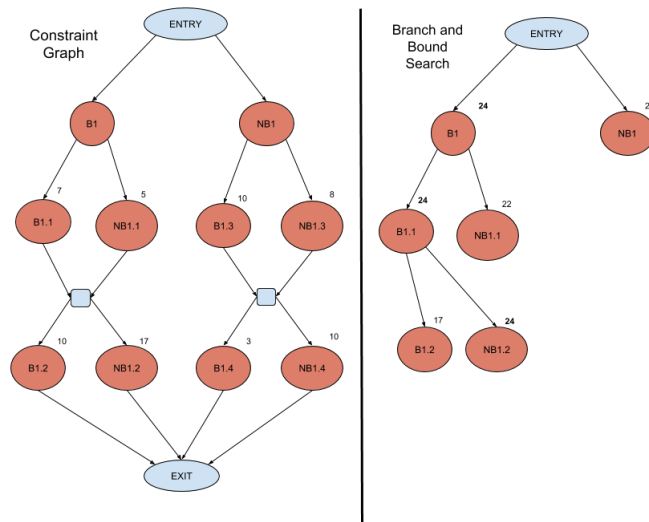 Constraint
Graph
ENTRY
B1
NB1
7
5
10
8
B1.1
NB1.1
B1.3
NB1.3
10
17
3
10
B1.2
NB1.2
B1.4
NB1.4
EXIT
Branch and
Bound
Search
ENTRY
24
B1
NB1
24
22
B1.1
NB1.1
17
24
B1.2
NB1.2